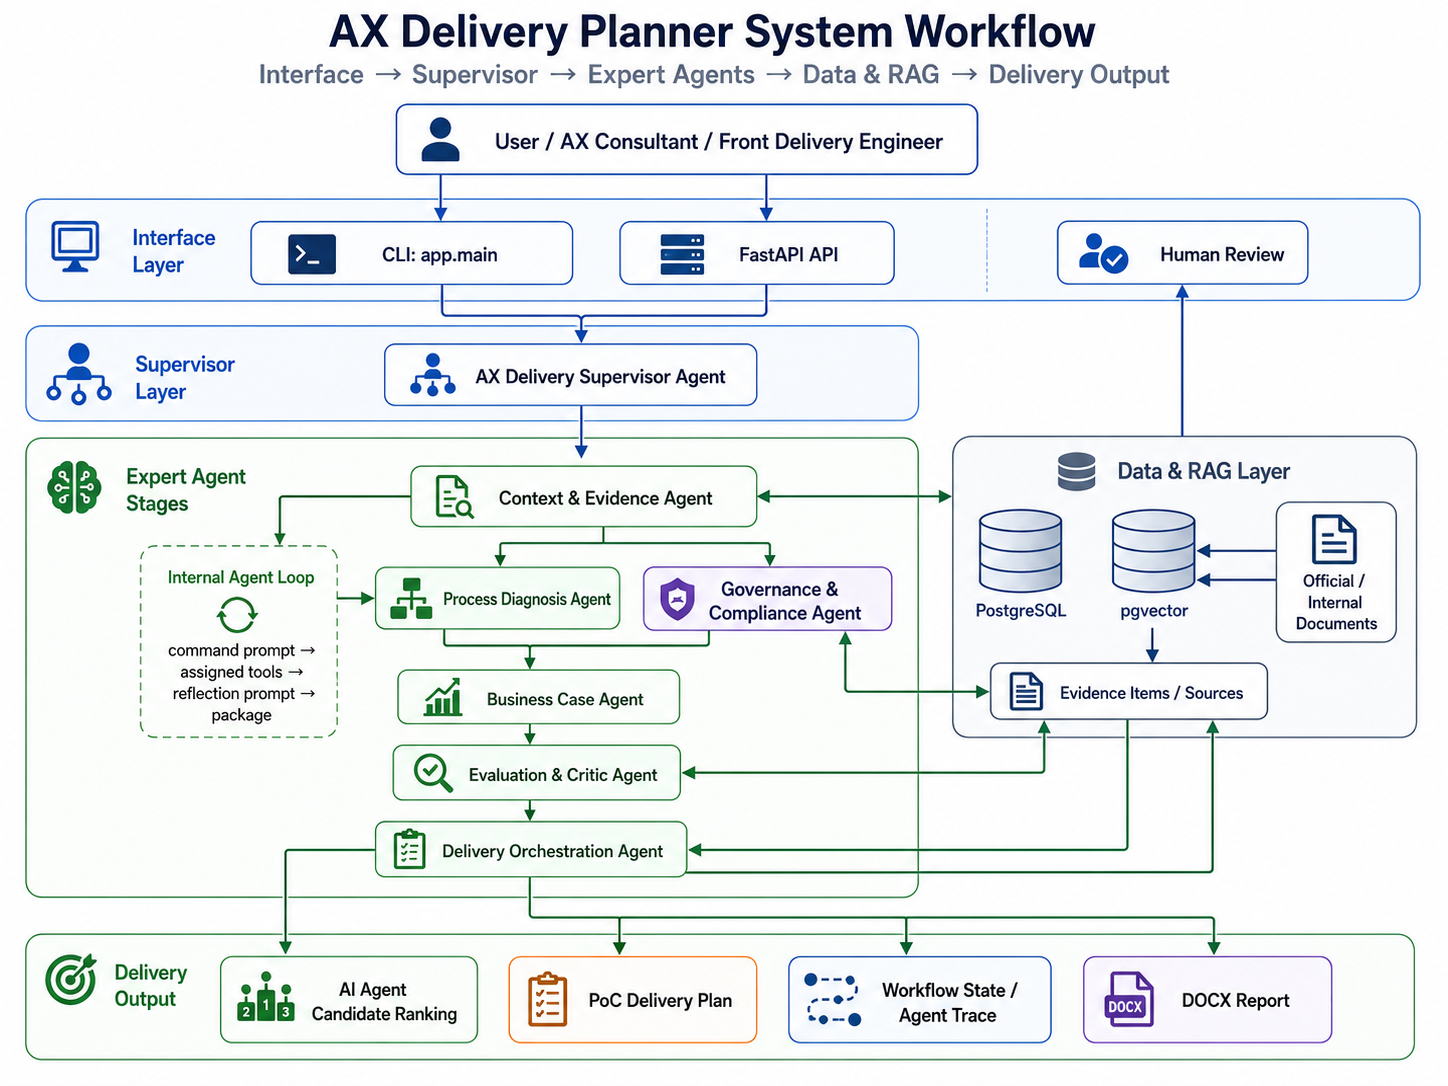 AX Delivery Planner System Workflow
Interface → Supervisor → Expert Agents → Data & RAG → Delivery Output
User / AX Consultant / Front Delivery Engineer
Interface
Layer
CLI: app.main
FastAPI API
Human Review
Supervisor
Layer
AX Delivery Supervisor Agent
Expert Agent
Stages
Context & Evidence Agent
Internal Agent Loop
command prompt →
assigned tools →
reflection prompt →
package
Process Diagnosis Agent
Governance &
Compliance Agent
Business Case Agent
Evaluation & Critic Agent
Delivery Orchestration Agent
Data & RAG Layer
PostgreSQL
pgvector
Official /
Internal
Documents
Evidence Items / Sources
Delivery
Output
2 1 3
AI Agent
Candidate Ranking
PoC Delivery Plan
Workflow State /
Agent Trace
DOCX
DOCX Report